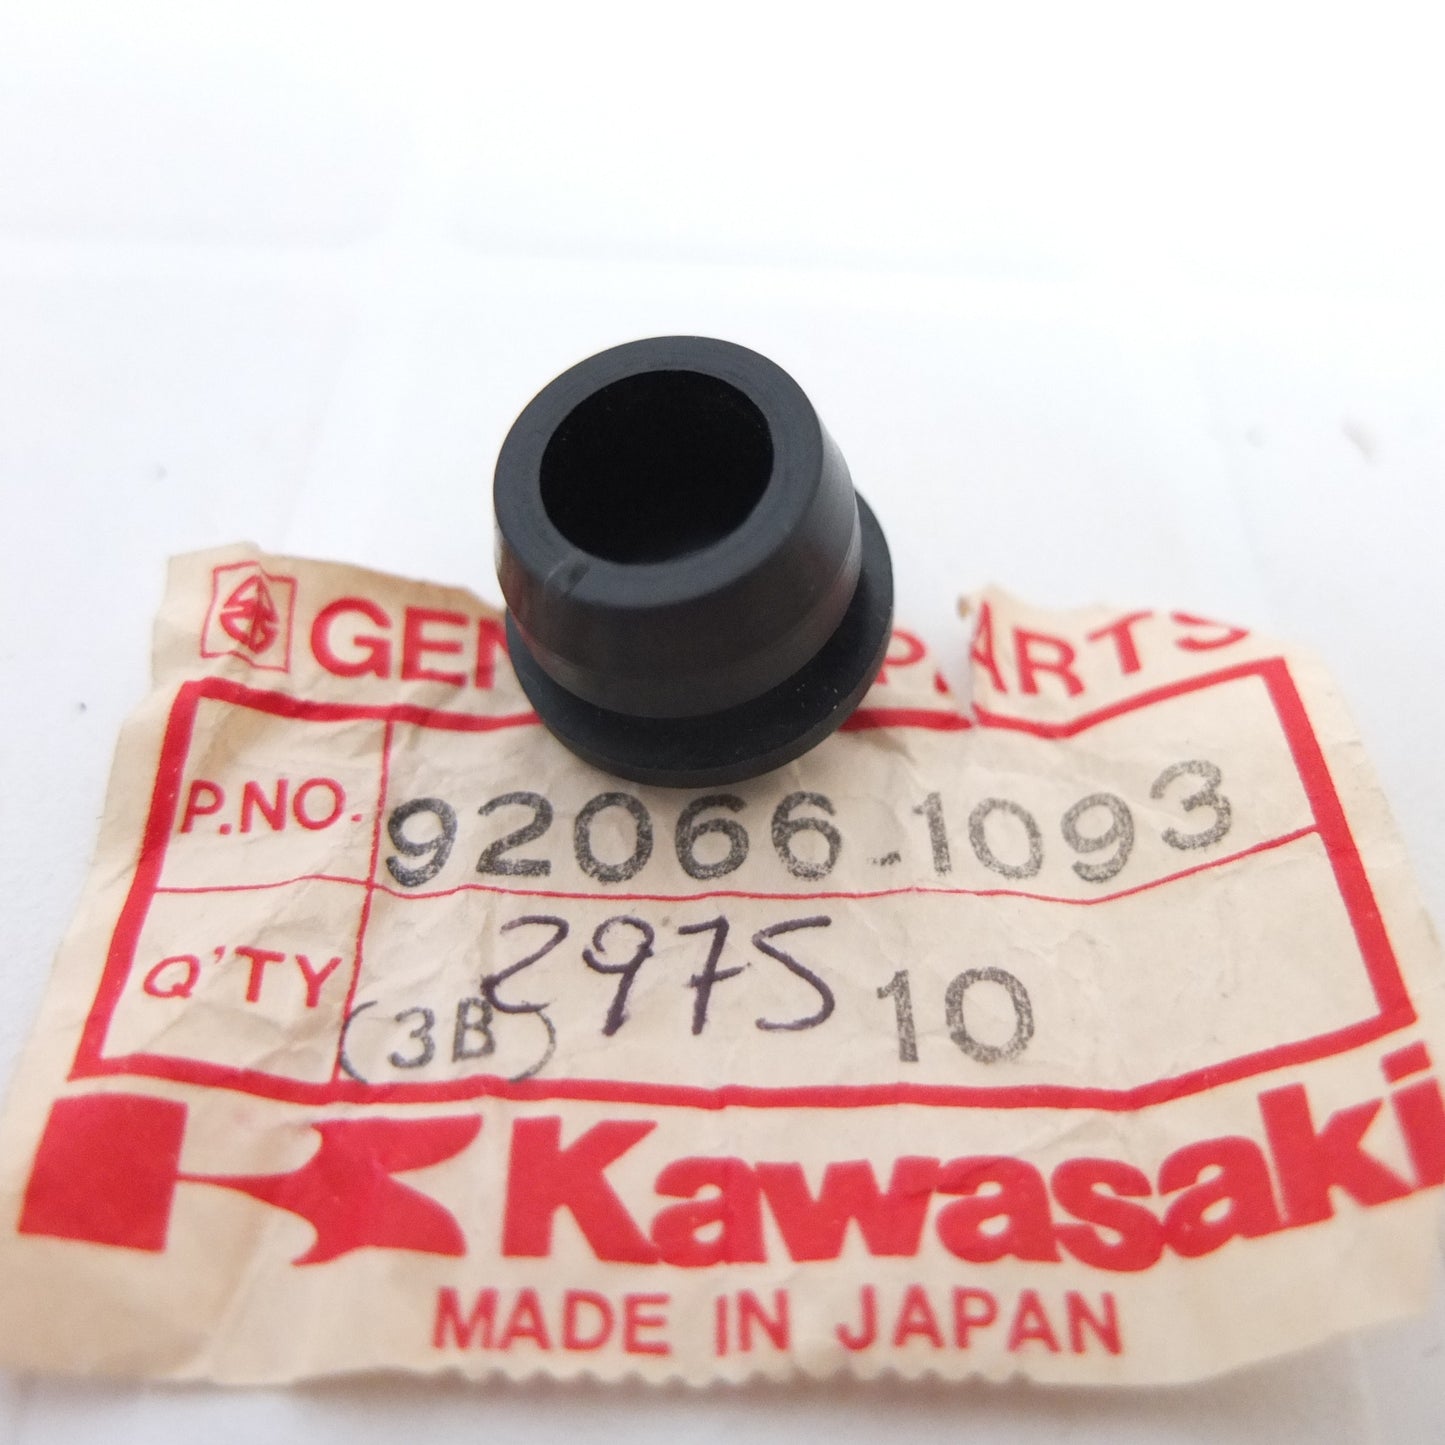 GEN PARTS
P.NO. 92066-1093
Q'TY (3B) 2975 10
Kawasaki
MADE IN JAPAN